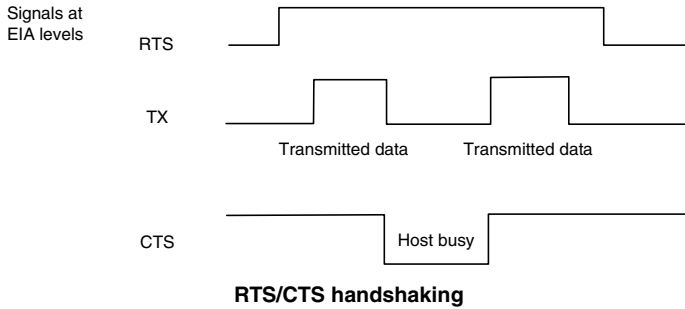 Signals at
EIA levels
RTS
TX
Transmitted data
Transmitted data
CTS
Host busy
RTS/CTS handshaking